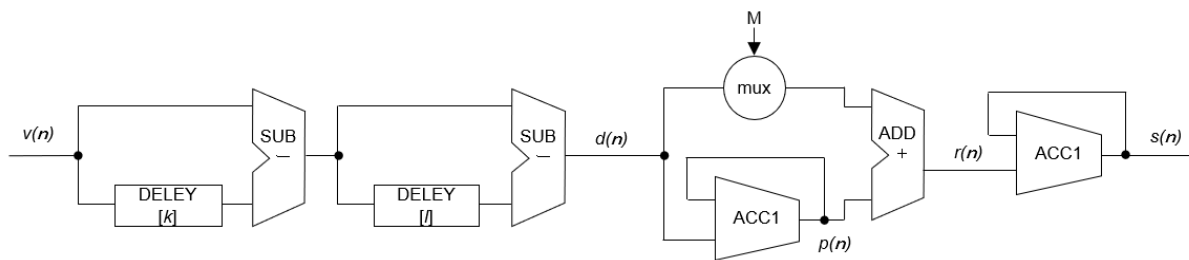 M
mux
v(n)
SUB
−
DELEY
[k]
SUB
−
DELEY
[l]
d(n)
ACC1
p(n)
ADD
+
r(n)
ACC1
s(n)